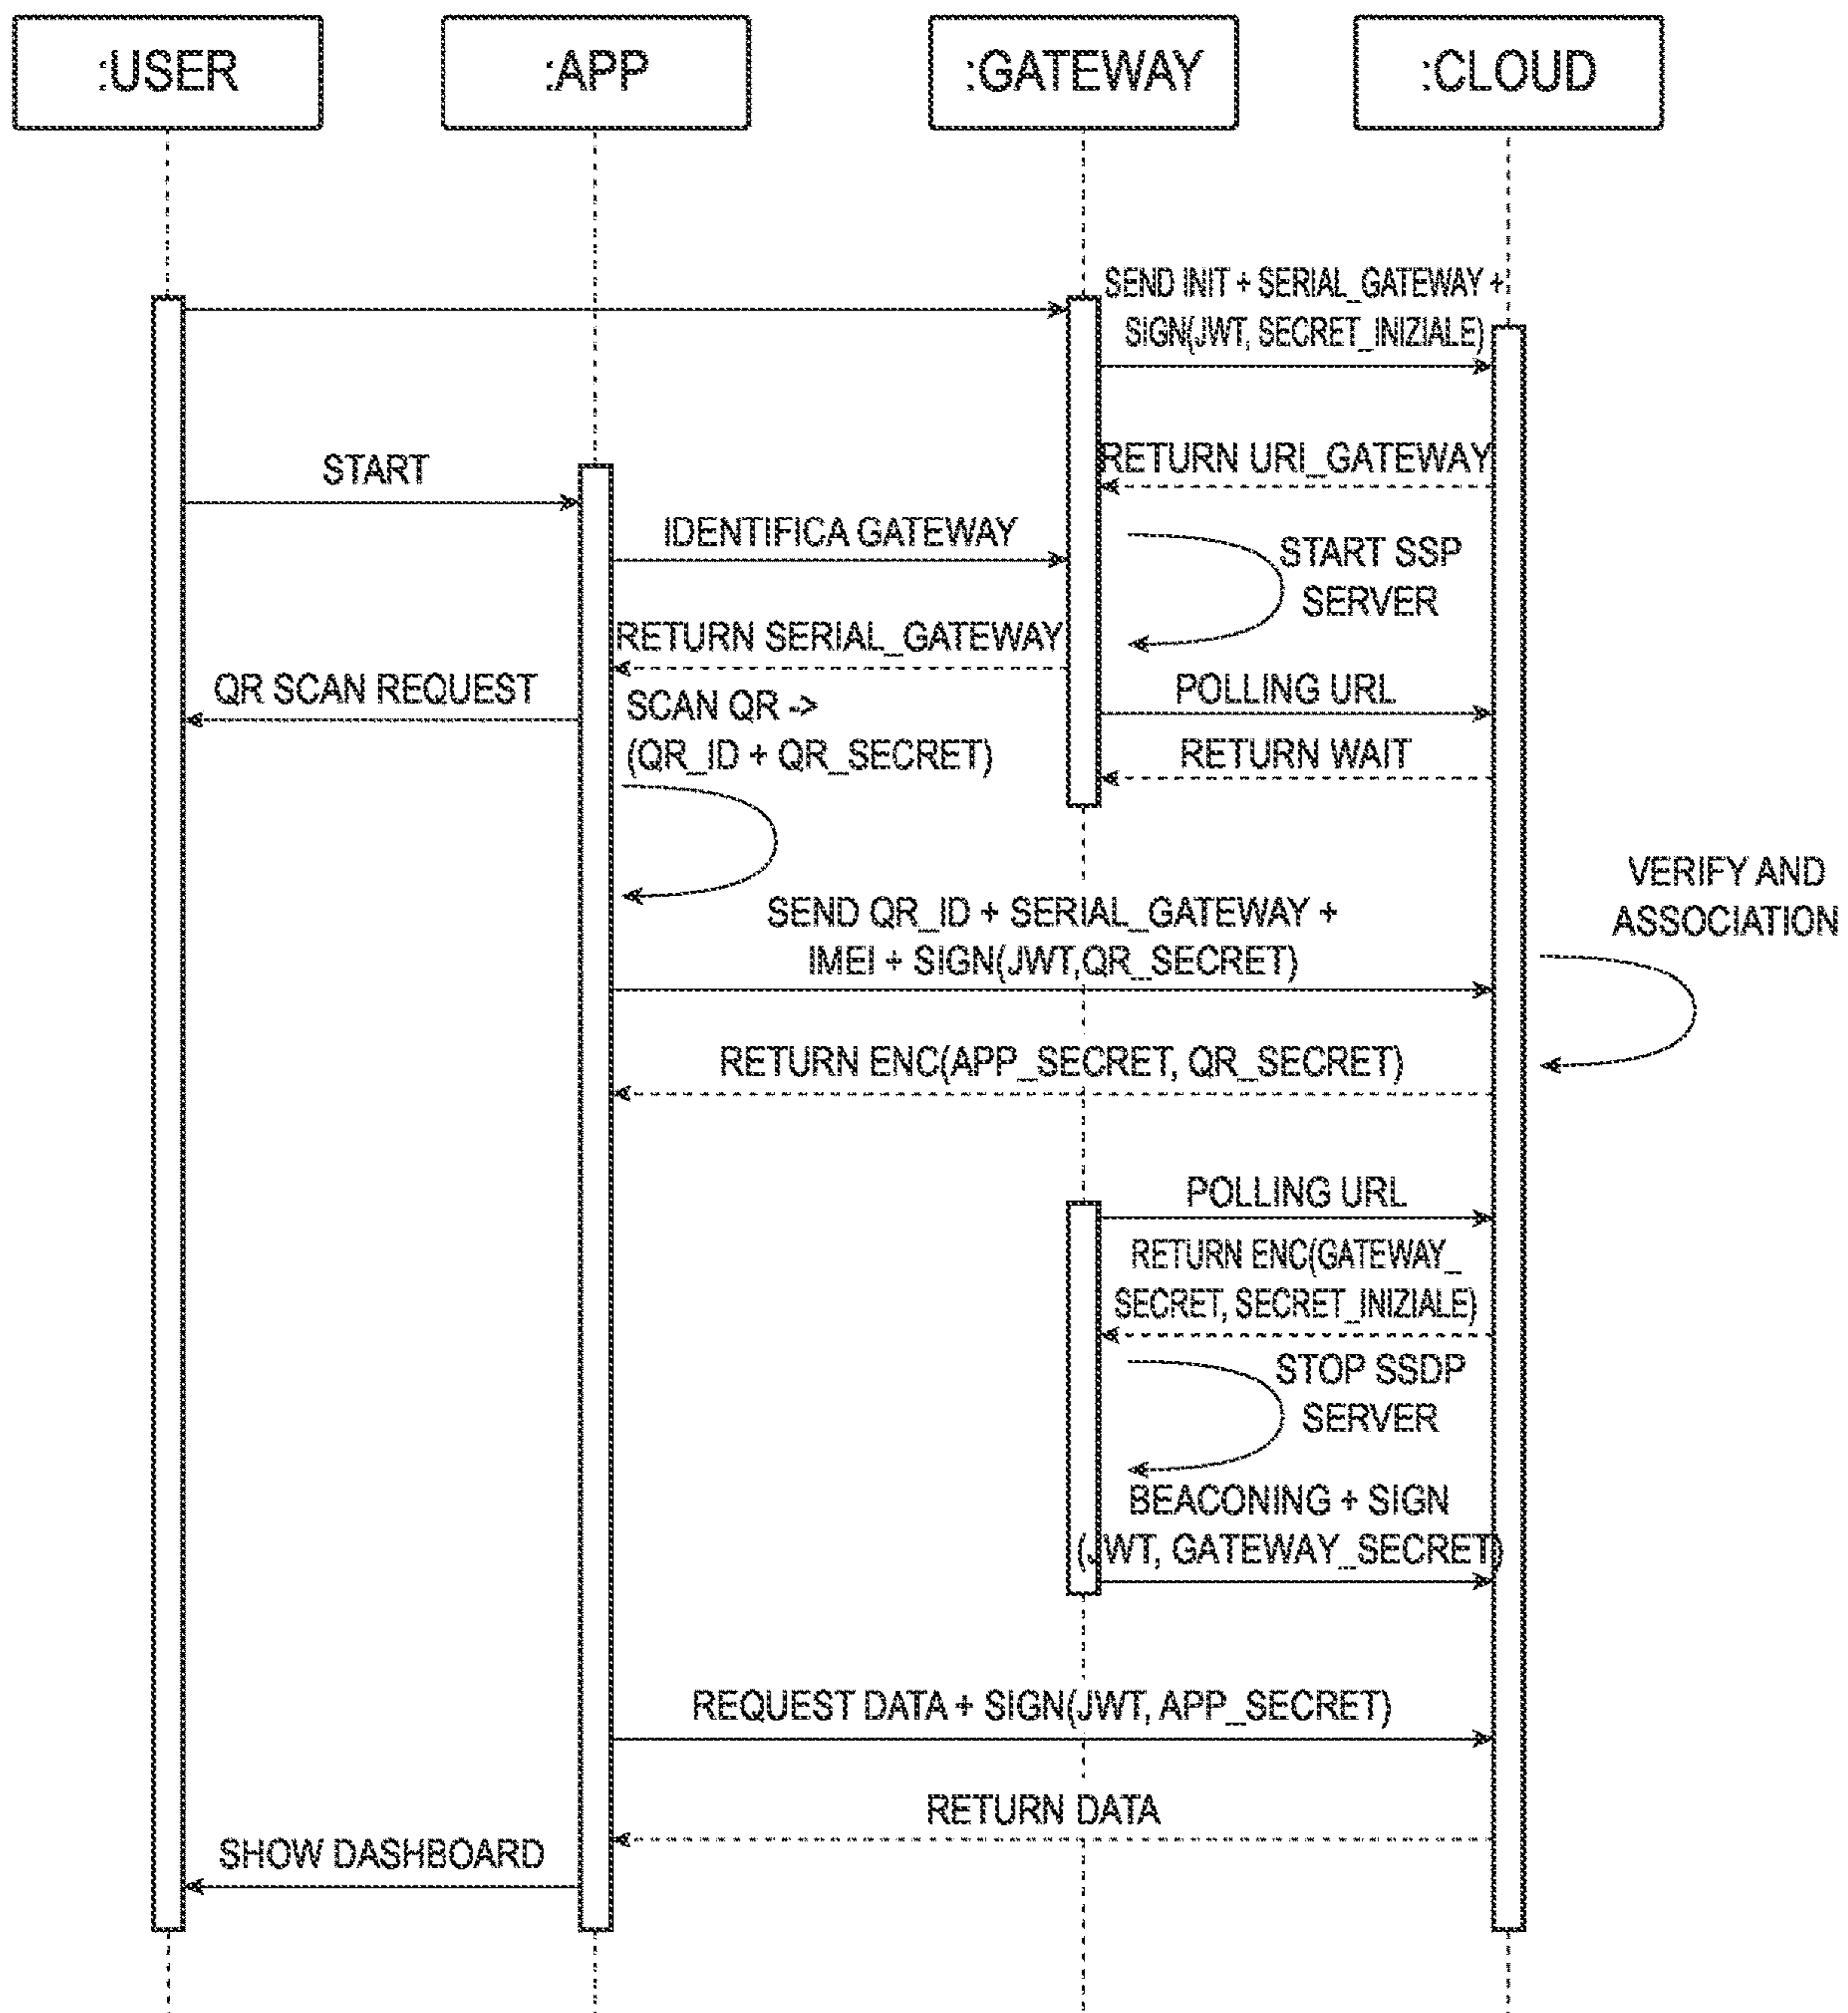 :USER
:APP
:GATEWAY
:CLOUD
SEND INIT + SERIAL_GATEWAY +
SIGN(JWT, SECRET_INIZIALE)
RETURN URI_GATEWAY
START
IDENTIFICA GATEWAY
START SSP
SERVER
RETURN SERIAL_GATEWAY
QR SCAN REQUEST
SCAN QR ->
(QR_ID + QR_SECRET)
POLLING URL
RETURN WAIT
VERIFY AND
ASSOCIATION
SEND QR_ID + SERIAL_GATEWAY +
IMEI + SIGN(JWT,QR_SECRET)
RETURN ENC(APP_SECRET, QR_SECRET)
POLLING URL
RETURN ENC(GATEWAY_
SECRET, SECRET_INIZIALE)
STOP SSDP
SERVER
BEACONING + SIGN
(JWT, GATEWAY_SECRET)
REQUEST DATA + SIGN(JWT, APP_SECRET)
RETURN DATA
SHOW DASHBOARD